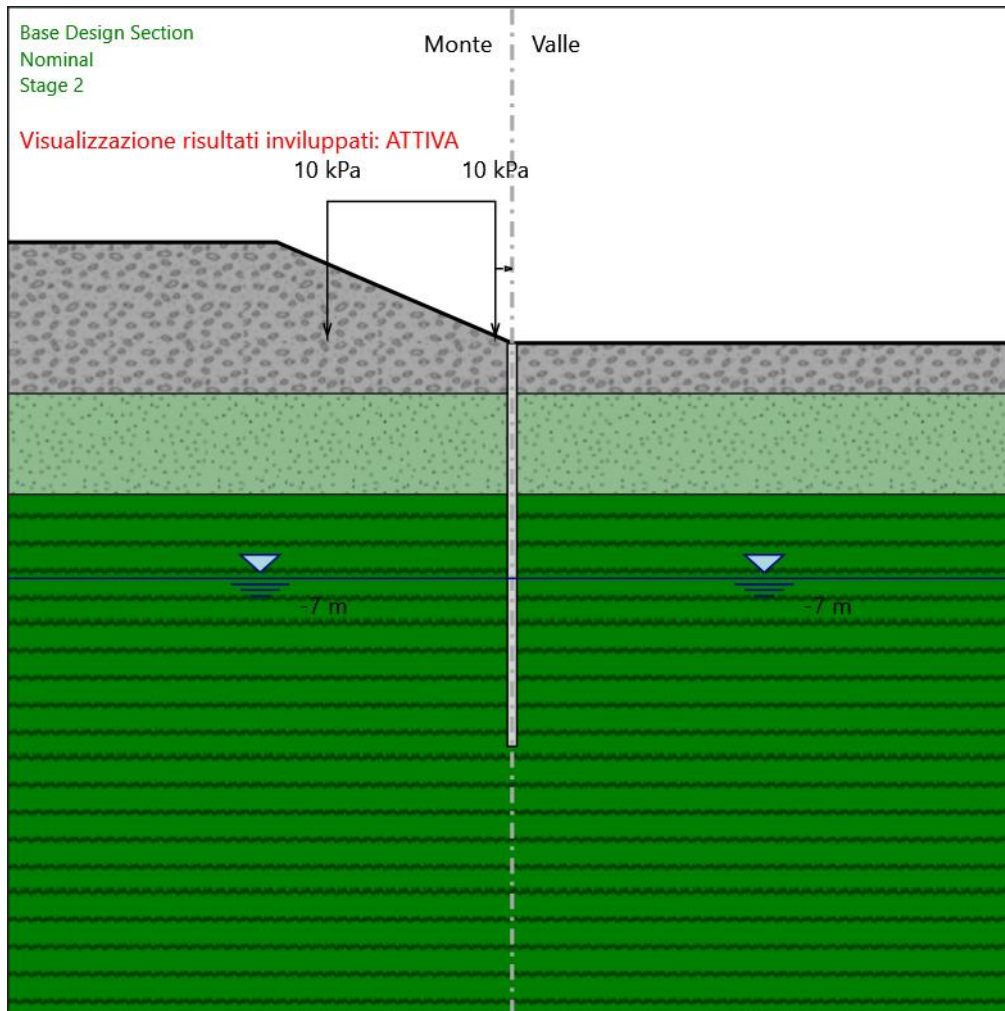 Base Design Section
Nominal
Stage 2
Monte
Valle
Visualizzazione risultati inviluppati: ATTIVA
10 kPa
10 kPa
-7 m
-7 m